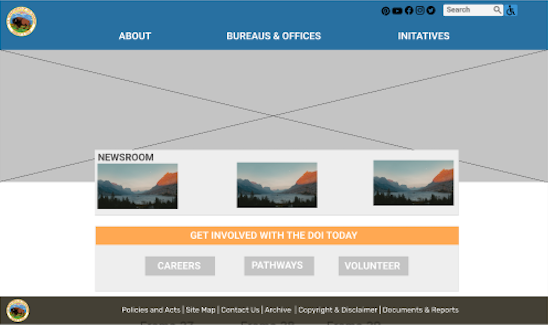 Search
ABOUT BUREAUS & OFFICES INITATIVES
NEWSROOM
GET INVOLVED WITH THE DOI TODAY
CAREERS PATHWAYS VOLUNTEER
Policies and Acts | Site Map | Contact Us | Archive | Copyright & Disclaimer | Documents & Reports